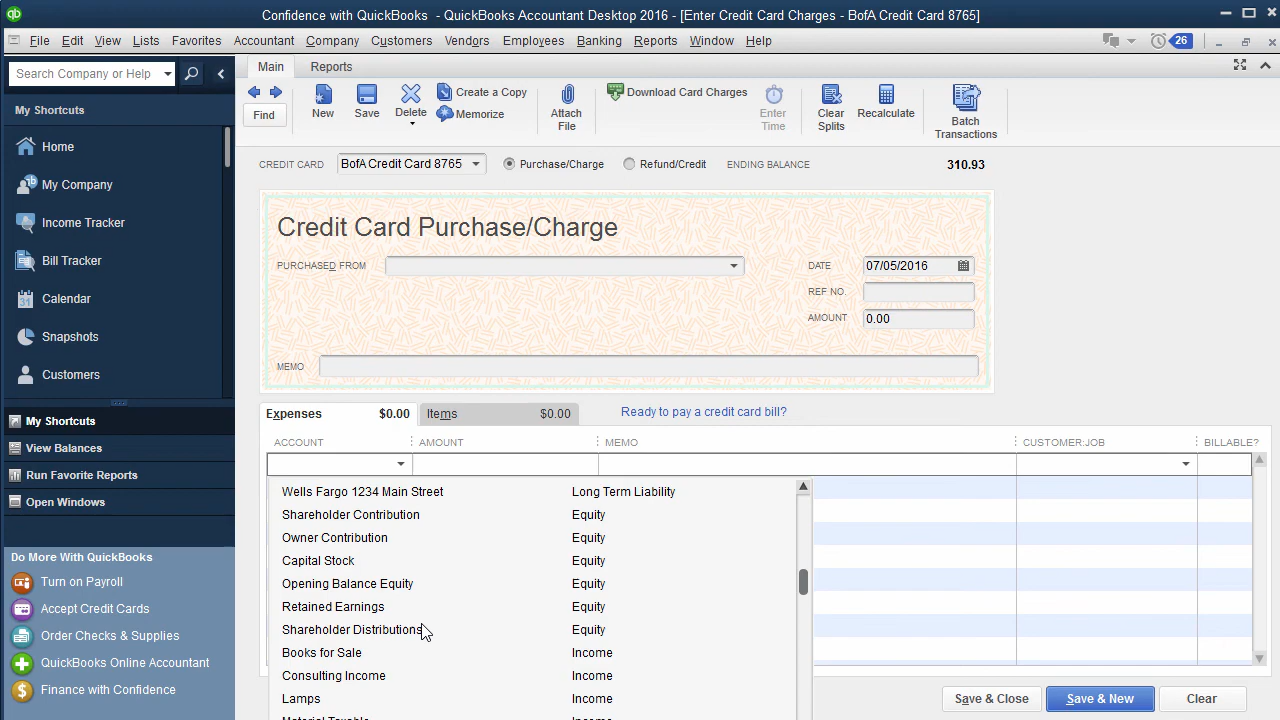 Confidence with QuickBooks - QuickBooks Accountant Desktop 2016 - [Enter Credit Card Charges - BofA Credit Card 8765]
File Edit View Lists Favorites Accountant Company Customers Vendors Employees Banking Reports Window Help
26
Search Company or Help
My Shortcuts
Home
My Company
Income Tracker
Bill Tracker
Calendar
Snapshots
Customers
My Shortcuts
View Balances
Run Favorite Reports
Open Windows
Do More With QuickBooks
Turn on Payroll
Accept Credit Cards
Order Checks & Supplies
QuickBooks Online Accountant
Finance with Confidence
Main Reports
Find
New
Save
Delete
Create a Copy
Memorize
Attach
File
Download Card Charges
Enter
Time
Clear
Splits
Recalculate
Batch
Transactions
CREDIT CARD BofA Credit Card 8765 Purchase/Charge Refund/Credit ENDING BALANCE 310.93
Credit Card Purchase/Charge
PURCHASED FROM
DATE 07/05/2016
REF NO.
AMOUNT 0.00
MEMO
Expenses $0.00 Items $0.00 Ready to pay a credit card bill?
ACCOUNT AMOUNT MEMO CUSTOMER:JOB BILLABLE?
Wells Fargo 1234 Main Street Long Term Liability
Shareholder Contribution Equity
Owner Contribution Equity
Capital Stock Equity
Opening Balance Equity Equity
Retained Earnings Equity
Shareholder Distributions Equity
Books for Sale Income
Consulting Income Income
Lamps Income
Material Taxable Income
Save & Close Save & New Clear